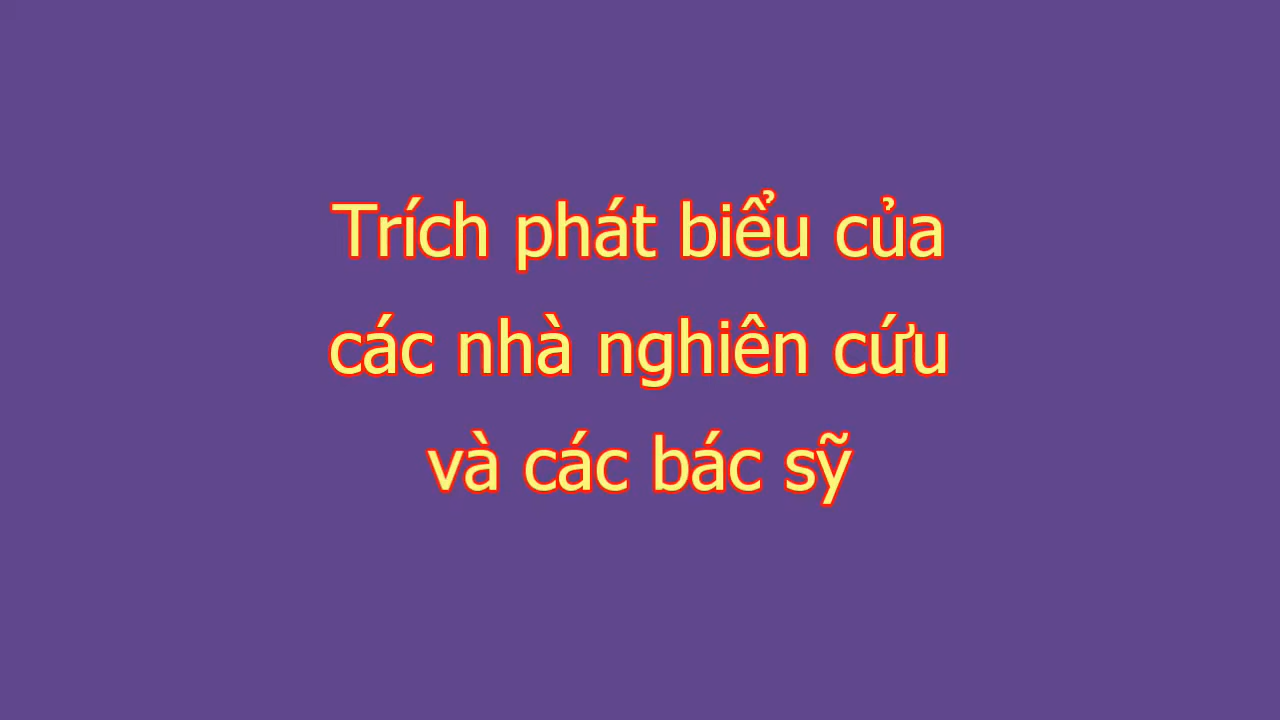 Trích phát biểu của
các nhà nghiên cứu
và các bác sỹ